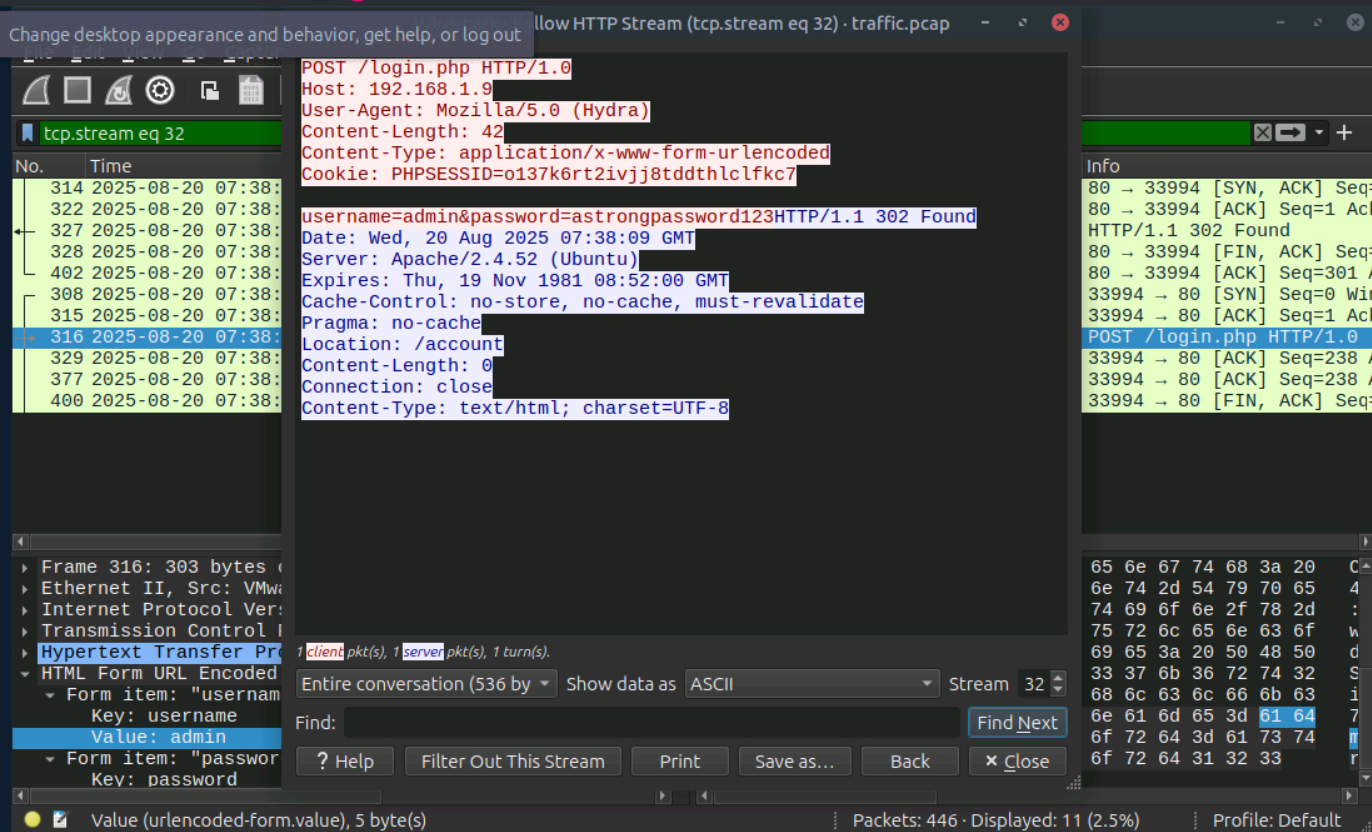 Change desktop appearance and behavior, get help, or log out
llow HTTP Stream (tcp.stream eq 32) · traffic.pcap
File Edit View Go Captur
tcp.stream eq 32
No. Time Info
314 2025-08-20 07:38: 80 → 33994 [SYN, ACK] Seq=
322 2025-08-20 07:38: 80 → 33994 [ACK] Seq=1 Ac
327 2025-08-20 07:38: HTTP/1.1 302 Found
328 2025-08-20 07:38: 80 → 33994 [FIN, ACK] Seq=
402 2025-08-20 07:38: 80 → 33994 [ACK] Seq=301 A
308 2025-08-20 07:38: 33994 → 80 [SYN] Seq=0 Wi
315 2025-08-20 07:38: 33994 → 80 [ACK] Seq=1 Ac
316 2025-08-20 07:38: POST /login.php HTTP/1.0
329 2025-08-20 07:38: 33994 → 80 [ACK] Seq=238 A
377 2025-08-20 07:38: 33994 → 80 [ACK] Seq=238 A
400 2025-08-20 07:38: 33994 → 80 [FIN, ACK] Seq=
POST /login.php HTTP/1.0
Host: 192.168.1.9
User-Agent: Mozilla/5.0 (Hydra)
Content-Length: 42
Content-Type: application/x-www-form-urlencoded
Cookie: PHPSESSID=o137k6rt2ivjj8tddthlclfkc7
username=admin&password=astrongpassword123HTTP/1.1 302 Found
Date: Wed, 20 Aug 2025 07:38:09 GMT
Server: Apache/2.4.52 (Ubuntu)
Expires: Thu, 19 Nov 1981 08:52:00 GMT
Cache-Control: no-store, no-cache, must-revalidate
Pragma: no-cache
Location: /account
Content-Length: 0
Connection: close
Content-Type: text/html; charset=UTF-8
Frame 316: 303 bytes
Ethernet II, Src: VMwa
Internet Protocol Vers
Transmission Control
Hypertext Transfer Pro
HTML Form URL Encoded
Form item: "usernam
Key: username
Value: admin
Form item: "passwor
Key: password
65 6e 67 74 68 3a 20 C
6e 74 2d 54 79 70 65 4
74 69 6f 6e 2f 78 2d :
75 72 6c 65 6e 63 6f w
69 65 3a 20 50 48 50 d
33 37 6b 36 72 74 32 S
68 6c 63 6c 66 6b 63 i
6e 61 6d 65 3d 61 64 7
6f 72 64 3d 61 73 74 m
6f 72 64 31 32 33 r
1 client pkt(s), 1 server pkt(s), 1 turn(s).
Entire conversation (536 by Show data as ASCII Stream 32
Find: Find Next
? Help Filter Out This Stream Print Save as… Back Close
Value (urlencoded-form.value), 5 byte(s) Packets: 446 · Displayed: 11 (2.5%) Profile: Default